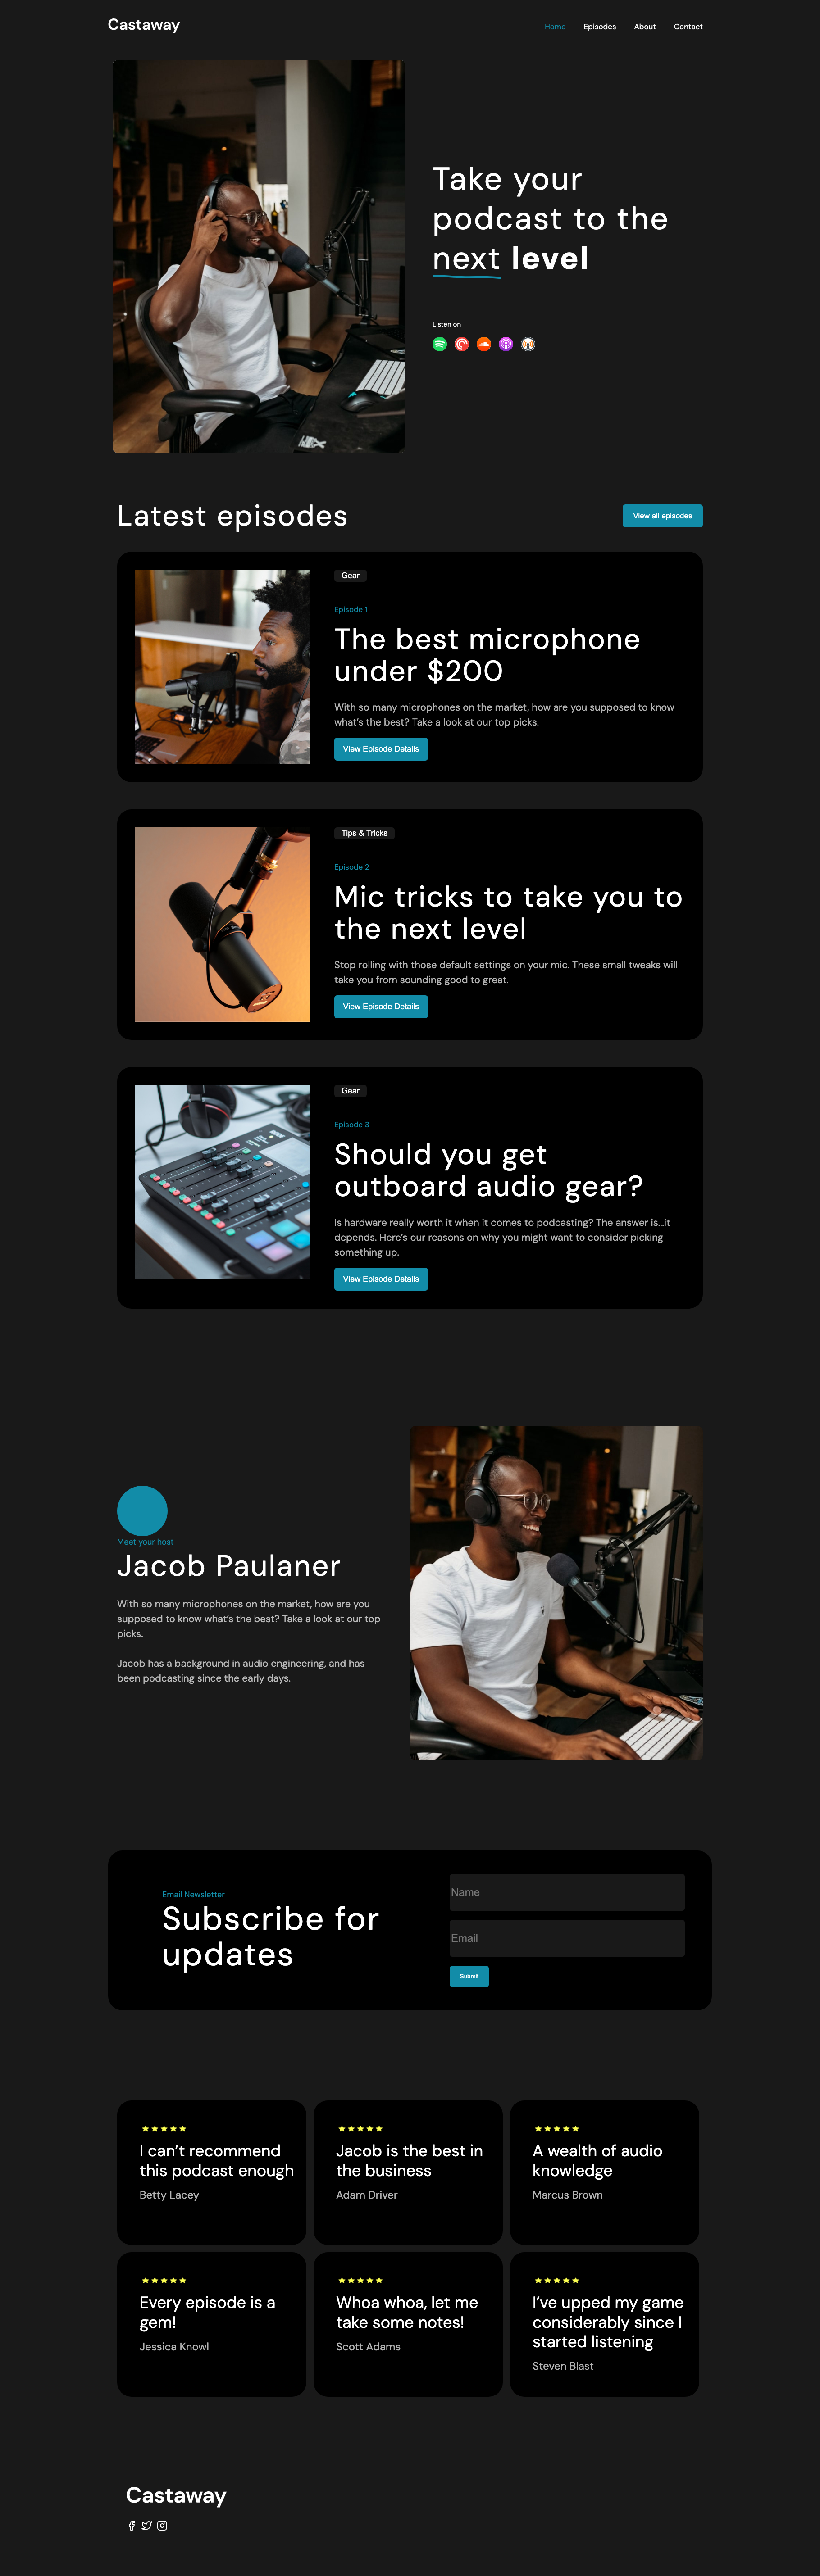 Castaway
Home Episodes About Contact
Take your
podcast to the
next level
Listen on
Latest episodes
View all episodes
Gear
Episode 1
The best microphone
under $200
With so many microphones on the market, how are you supposed to know
what’s the best? Take a look at our top picks.
View Episode Details
Tips & Tricks
Episode 2
Mic tricks to take you to
the next level
Stop rolling with those default settings on your mic. These small tweaks will
take you from sounding good to great.
View Episode Details
Gear
Episode 3
Should you get
outboard audio gear?
Is hardware really worth it when it comes to podcasting? The answer is...it
depends. Here’s our reasons on why you might want to consider picking
something up.
View Episode Details
Meet your host
Jacob Paulaner
With so many microphones on the market, how are you
supposed to know what’s the best? Take a look at our top
picks.
Jacob has a background in audio engineering, and has
been podcasting since the early days.
Email Newsletter
Subscribe for
updates
Name
Email
Submit
I can’t recommend
this podcast enough
Betty Lacey
Jacob is the best in
the business
Adam Driver
A wealth of audio
knowledge
Marcus Brown
Every episode is a
gem!
Jessica Knowl
Whoa whoa, let me
take some notes!
Scott Adams
I’ve upped my game
considerably since I
started listening
Steven Blast
Castaway